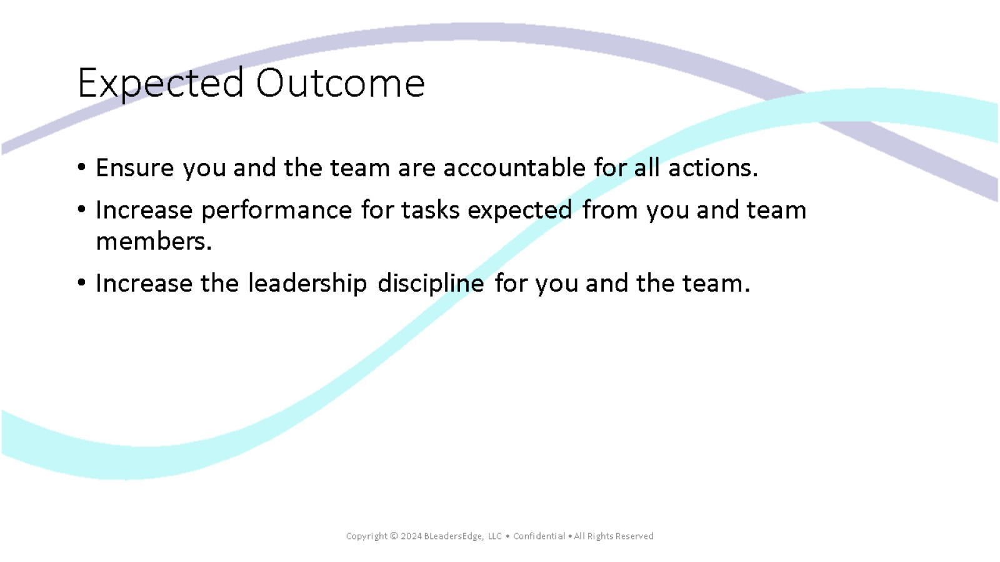 Expected Outcome
• Ensure you and the team are accountable for all actions.
• Increase performance for tasks expected from you and team
members.
• Increase the leadership discipline for you and the team.
Copyright © 2024 BLeadersEdge, LLC • Confidential • All Rights Reserved